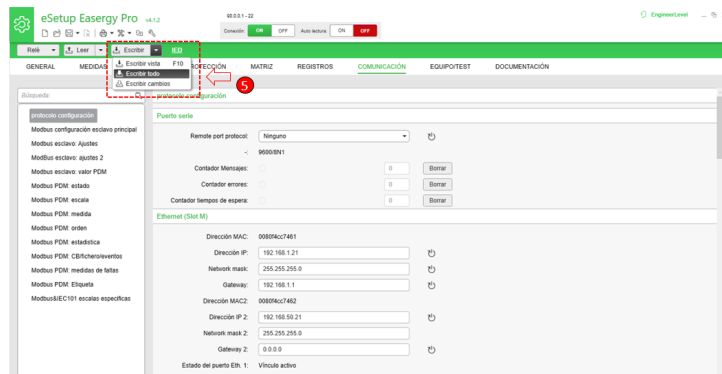 eSetup Easergy Pro v4.1.2
93.0.0.1 - 22
EngineerLevel
Conexión: ON OFF Auto lectura: ON OFF
Relé Leer Escribir IED
Escribir vista F10
Escribir todo
Escribir cambios
GENERAL MEDIDAS PROTECCIÓN MATRIZ REGISTROS COMUNICACIÓN EQUIPO/TEST DOCUMENTACIÓN
5
Búsqueda:
protocolo configuración
protocolo configuración
Modbus configuración esclavo principal
Modbus esclavo: Ajustes
ModBus esclavo: ajustes 2
Modbus esclavo: valor PDM
Modbus PDM: estado
Modbus PDM: escala
Modbus PDM: medida
Modbus PDM: orden
Modbus PDM: estadística
Modbus PDM: CB/fichero/eventos
Modbus PDM: medidas de faltas
Modbus PDM: Etiqueta
Modbus&IEC101 escalas específicas
Puerto serie
Remote port protocol: Ninguno
-: 9600/8N1
Contador Mensajes: 0 Borrar
Contador errores: 0 Borrar
Contador tiempos de espera: 0 Borrar
Ethernet (Slot M)
Dirección MAC: 0080f4cc7461
Dirección IP: 192.168.1.21
Network mask: 255.255.255.0
Gateway: 192.168.1.1
Dirección MAC2: 0080f4cc7462
Dirección IP 2: 192.168.50.21
Network mask 2: 255.255.255.0
Gateway 2: 0.0.0.0
Estado del puerto Eth. 1: Vínculo activo